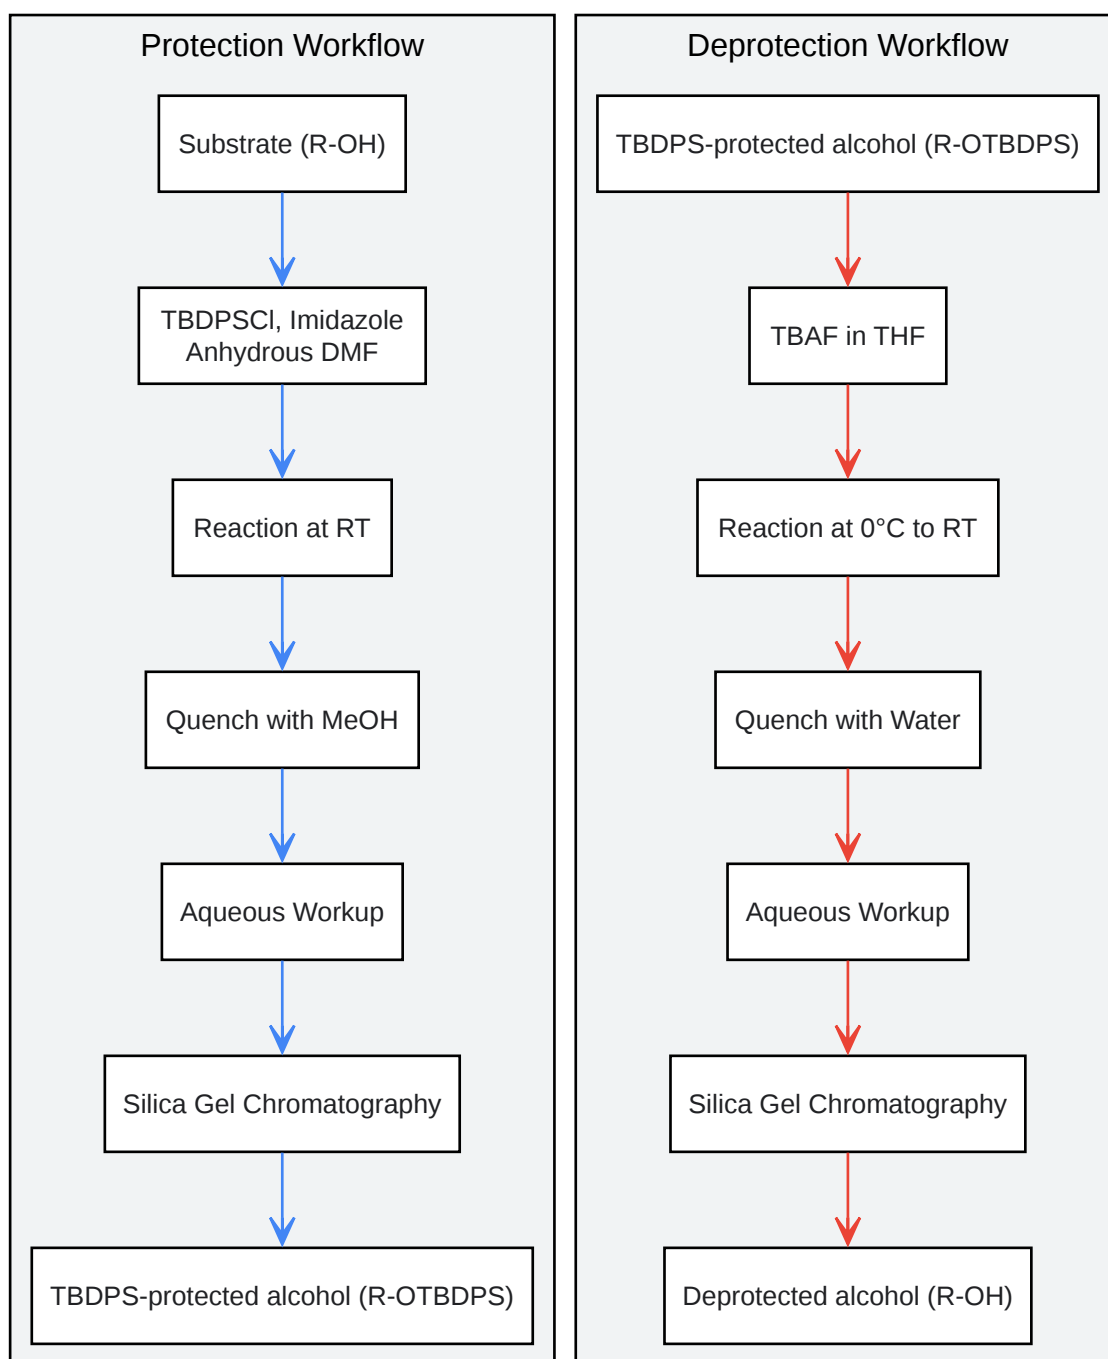 Protection Workflow
Substrate (R-OH)
TBDPSCl, Imidazole
Anhydrous DMF
Reaction at RT
Quench with MeOH
Aqueous Workup
Silica Gel Chromatography
TBDPS-protected alcohol (R-OTBDPS)
Deprotection Workflow
TBDPS-protected alcohol (R-OTBDPS)
TBAF in THF
Reaction at 0°C to RT
Quench with Water
Aqueous Workup
Silica Gel Chromatography
Deprotected alcohol (R-OH)